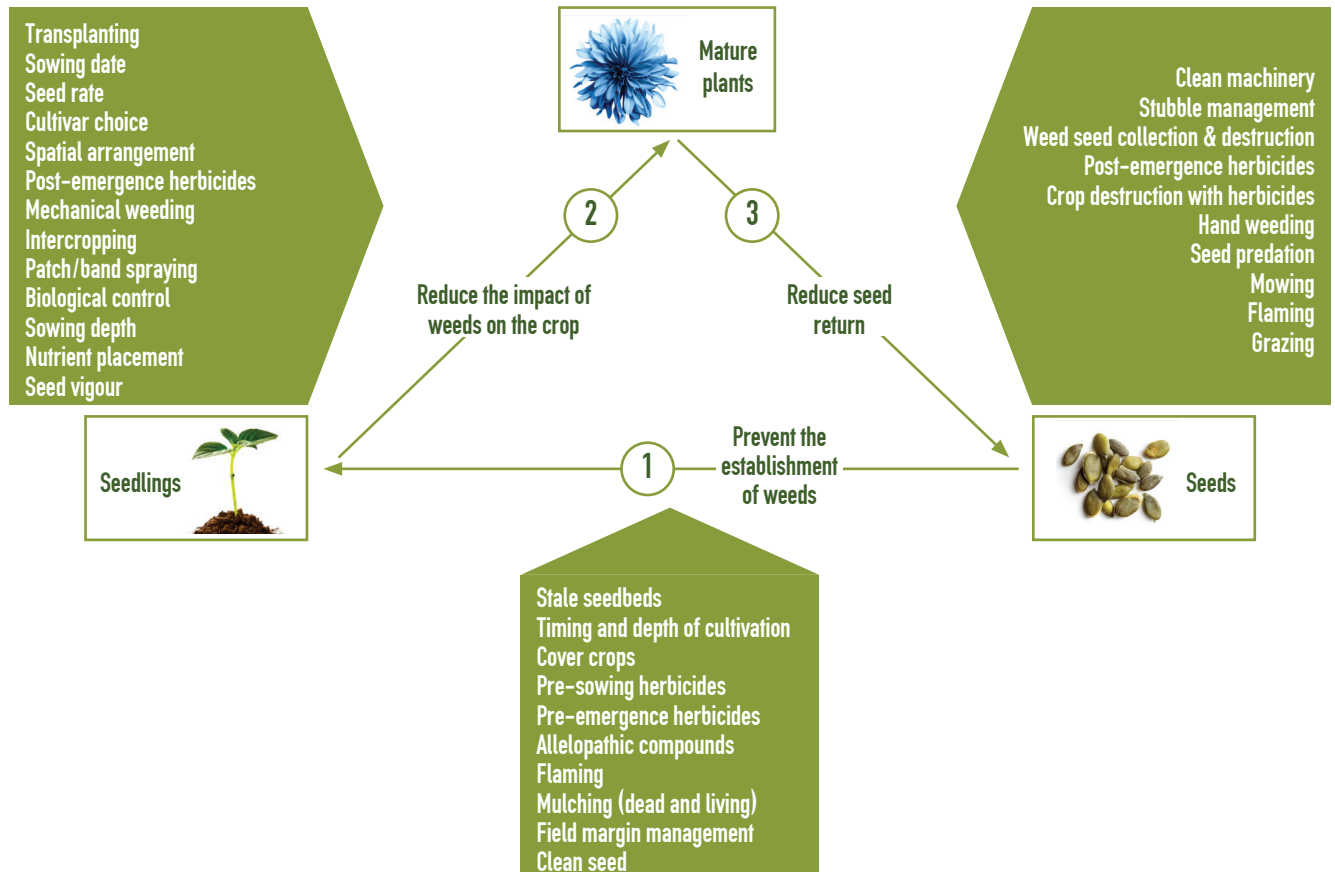 Transplanting
Sowing date
Seed rate
Cultivar choice
Spatial arrangement
Post-emergence herbicides
Mechanical weeding
Intercropping
Patch/band spraying
Biological control
Sowing depth
Nutrient placement
Seed vigour
Mature
plants
Clean machinery
Stubble management
Weed seed collection & destruction
Post-emergence herbicides
Crop destruction with herbicides
Hand weeding
Seed predation
Mowing
Flaming
Grazing
2
3
Reduce the impact of
weeds on the crop
Reduce seed
return
Seedlings
1
Prevent the
establishment
of weeds
Seeds
Stale seedbeds
Timing and depth of cultivation
Cover crops
Pre-sowing herbicides
Pre-emergence herbicides
Allelopathic compounds
Flaming
Mulching (dead and living)
Field margin management
Clean seed